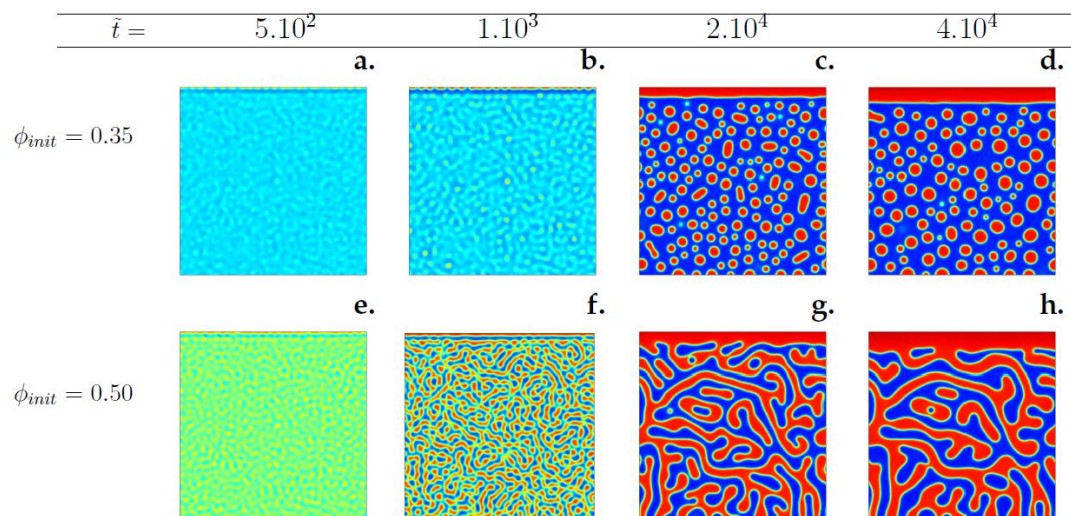 t̃ = 5.10² 1.10³ 2.10⁴ 4.10⁴
a. b. c. d.
ϕ_init = 0.35
e. f. g. h.
ϕ_init = 0.50